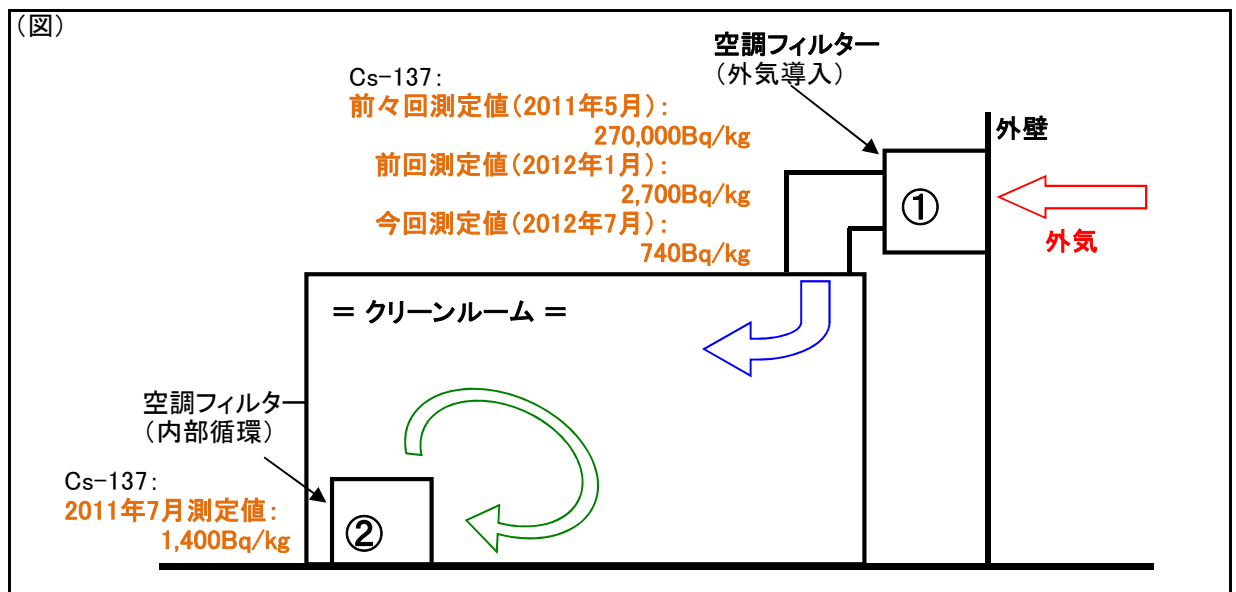 （図）
空調フィルター
（外気導入）
Cs-137：
前々回測定値（2011年5月）：
270,000Bq/kg
前回測定値（2012年1月）：
2,700Bq/kg
今回測定値（2012年7月）：
740Bq/kg
外壁
①
外気
＝ クリーンルーム ＝
空調フィルター
（内部循環）
Cs-137：
2011年7月測定値：
1,400Bq/kg
②